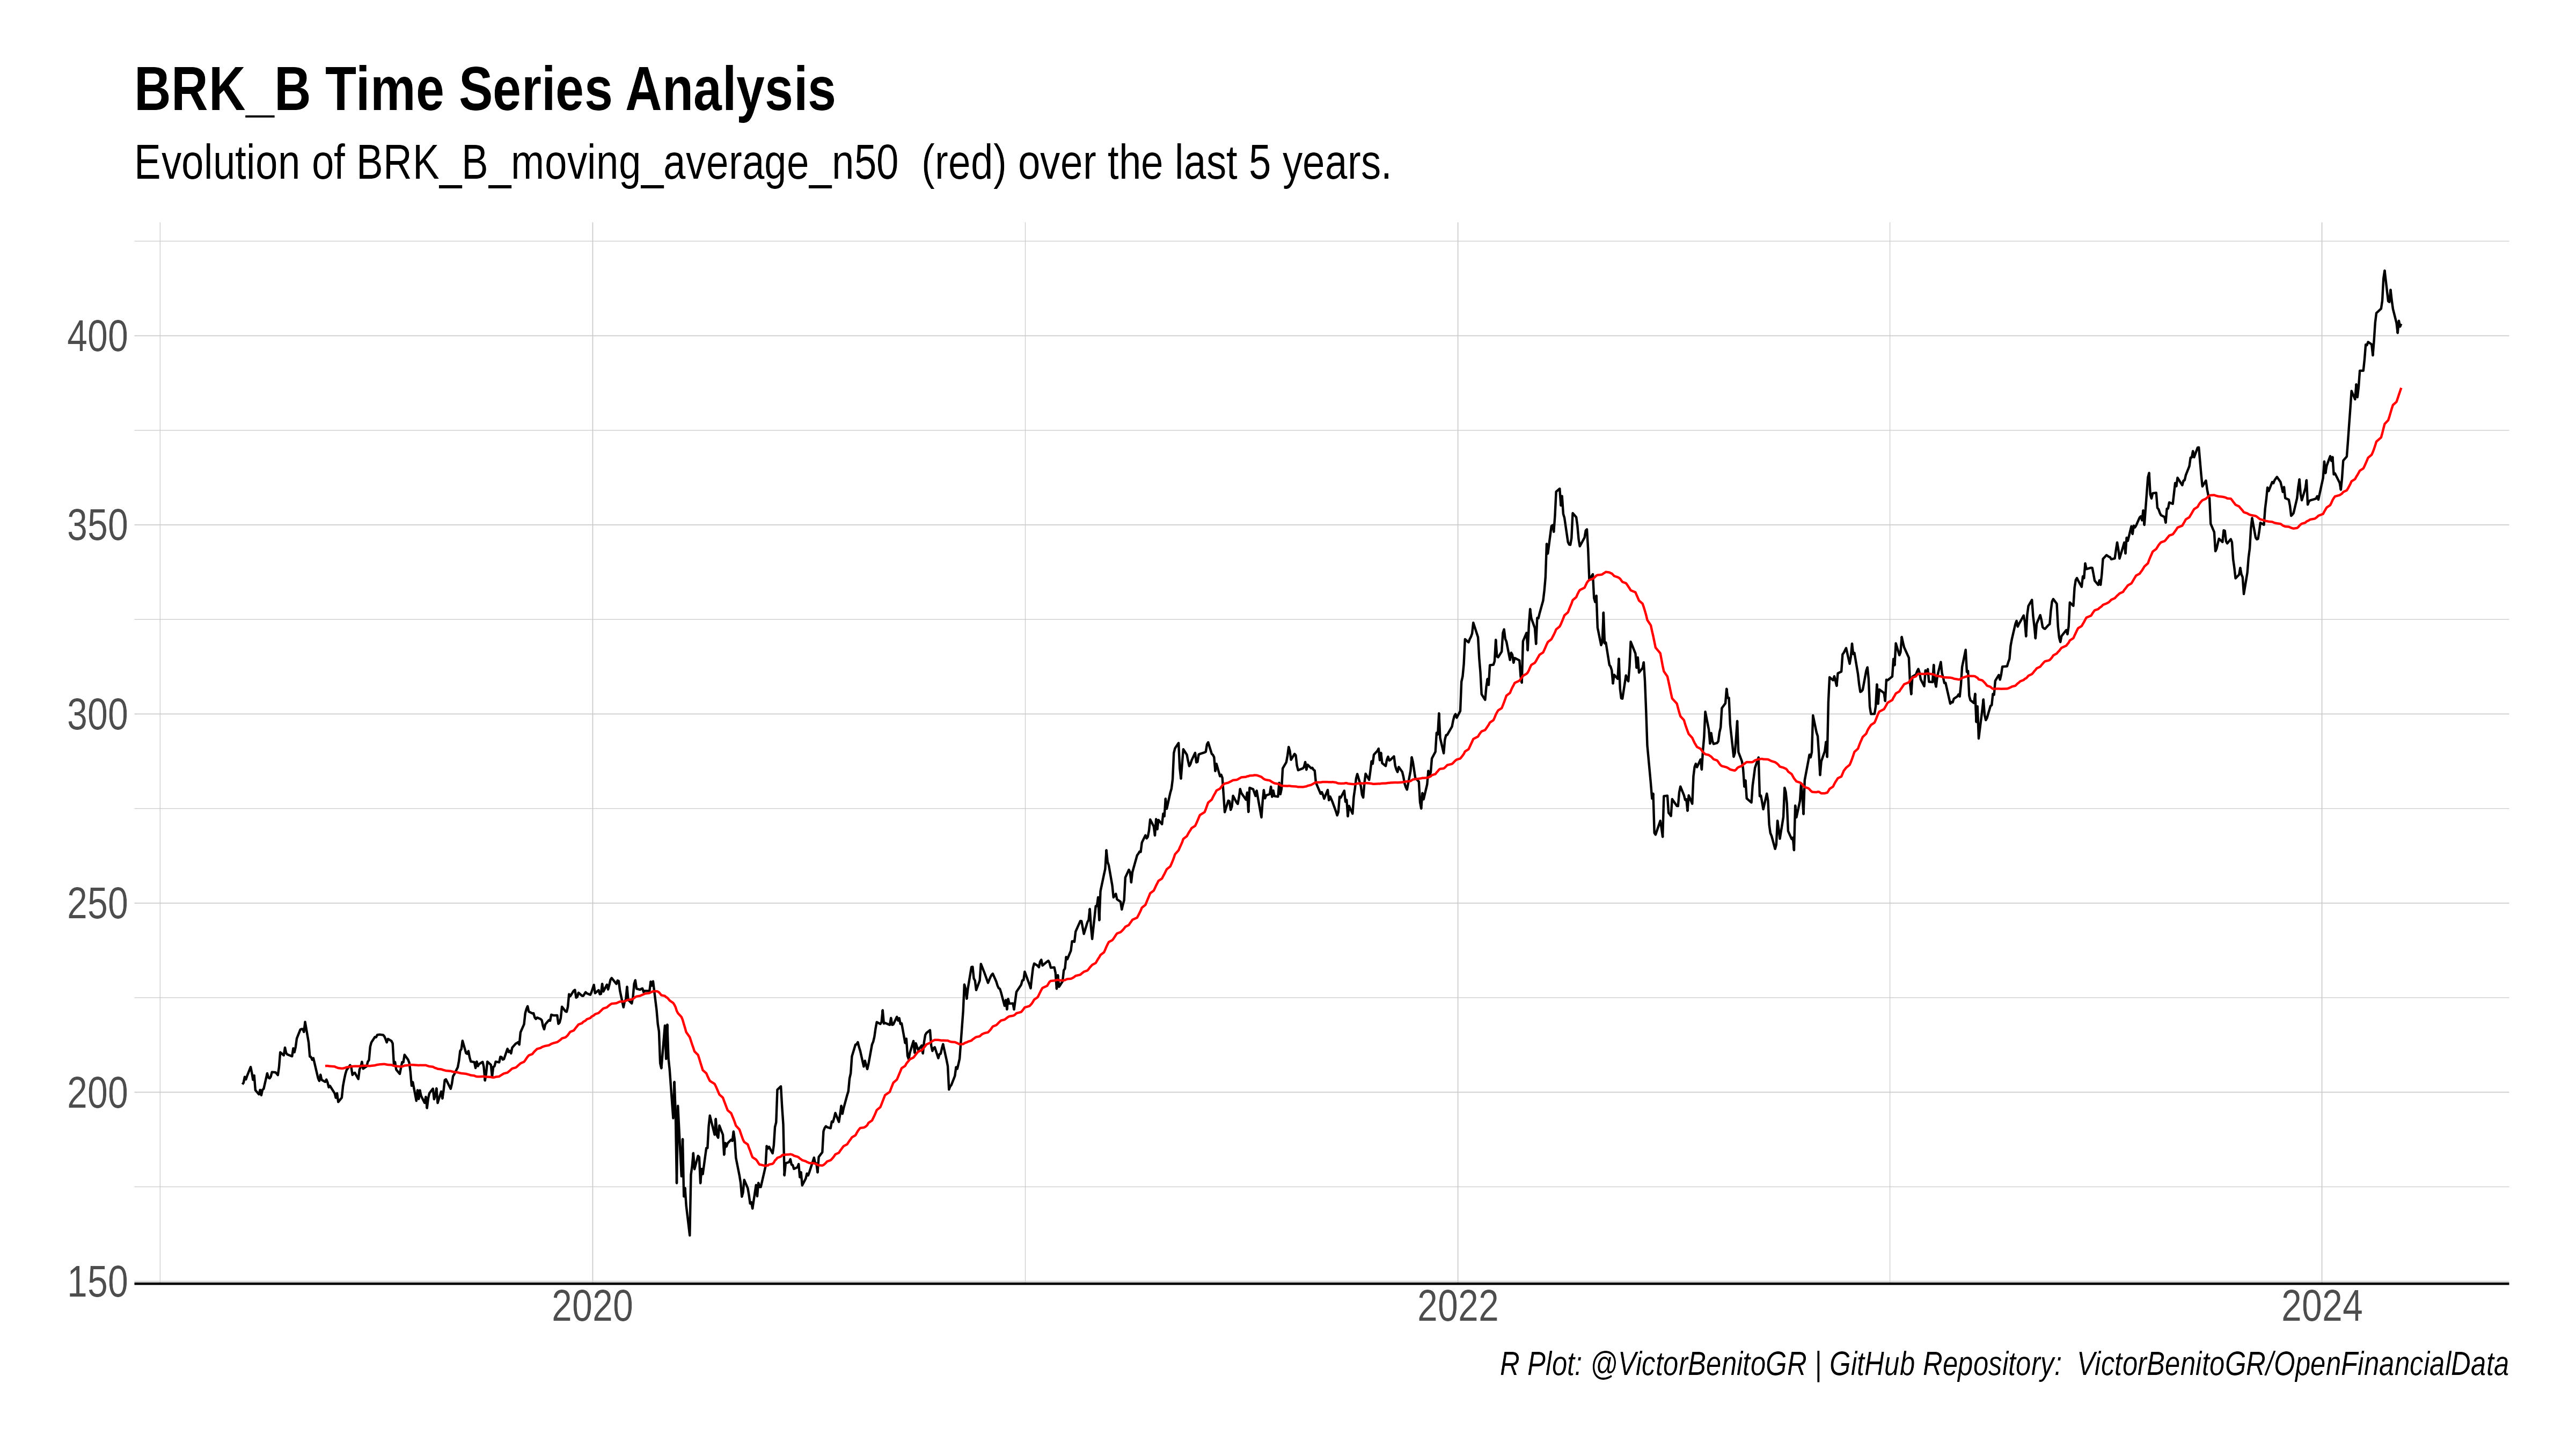 BRK_B Time Series Analysis
Evolution of BRK_B_moving_average_n50  (red) over the last 5 years.
400
350
300
250
200
150
2020 2022 2024
R Plot: @VictorBenitoGR | GitHub Repository:  VictorBenitoGR/OpenFinancialData